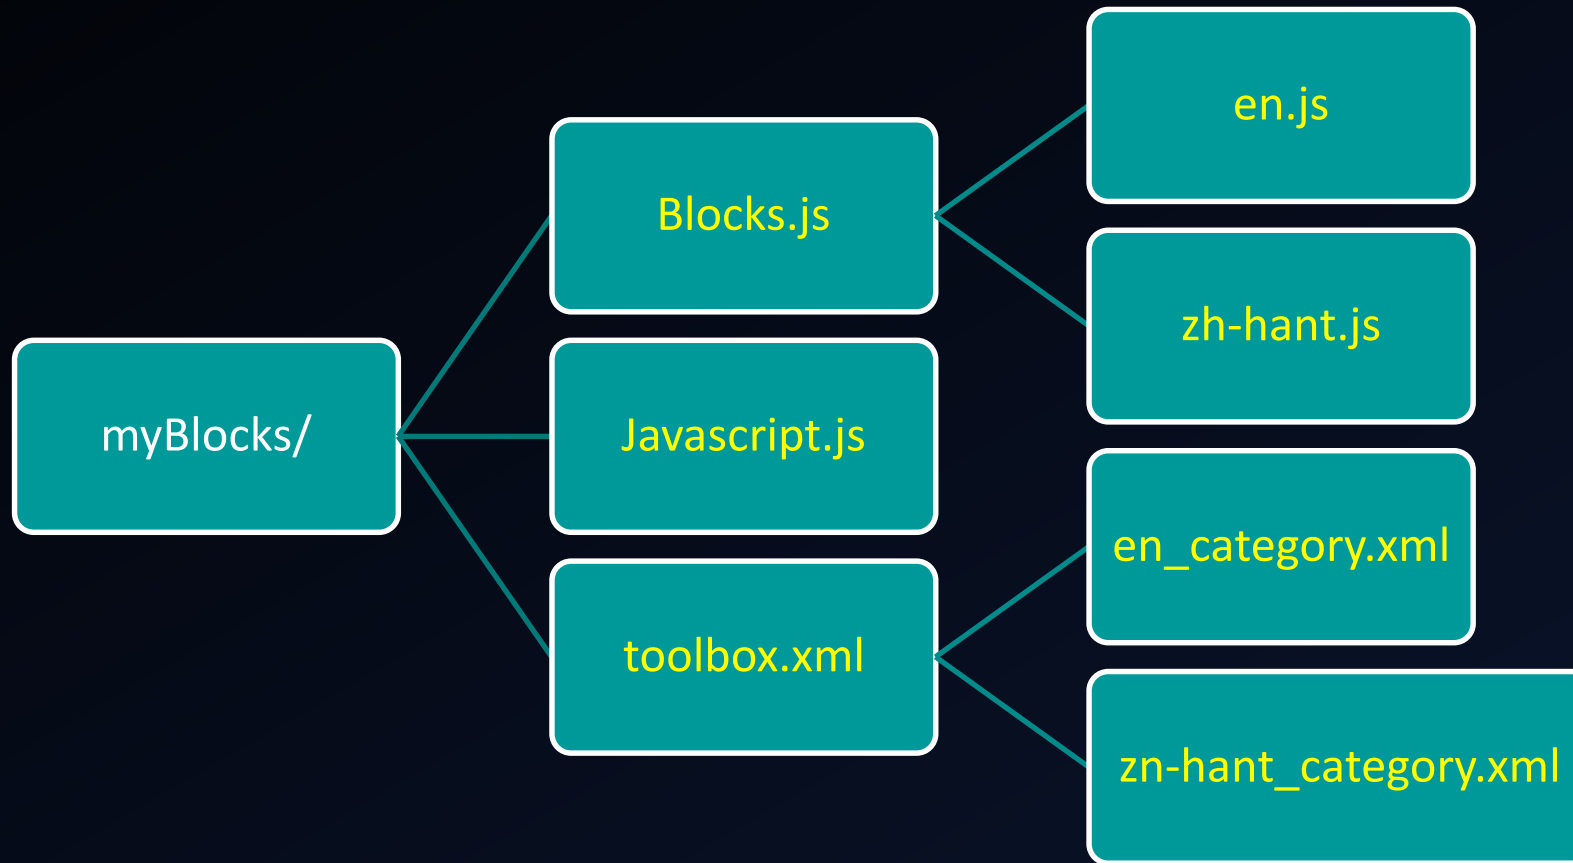 myBlocks/
Blocks.js
en.js
zh-hant.js
Javascript.js
toolbox.xml
en_category.xml
zn-hant_category.xml